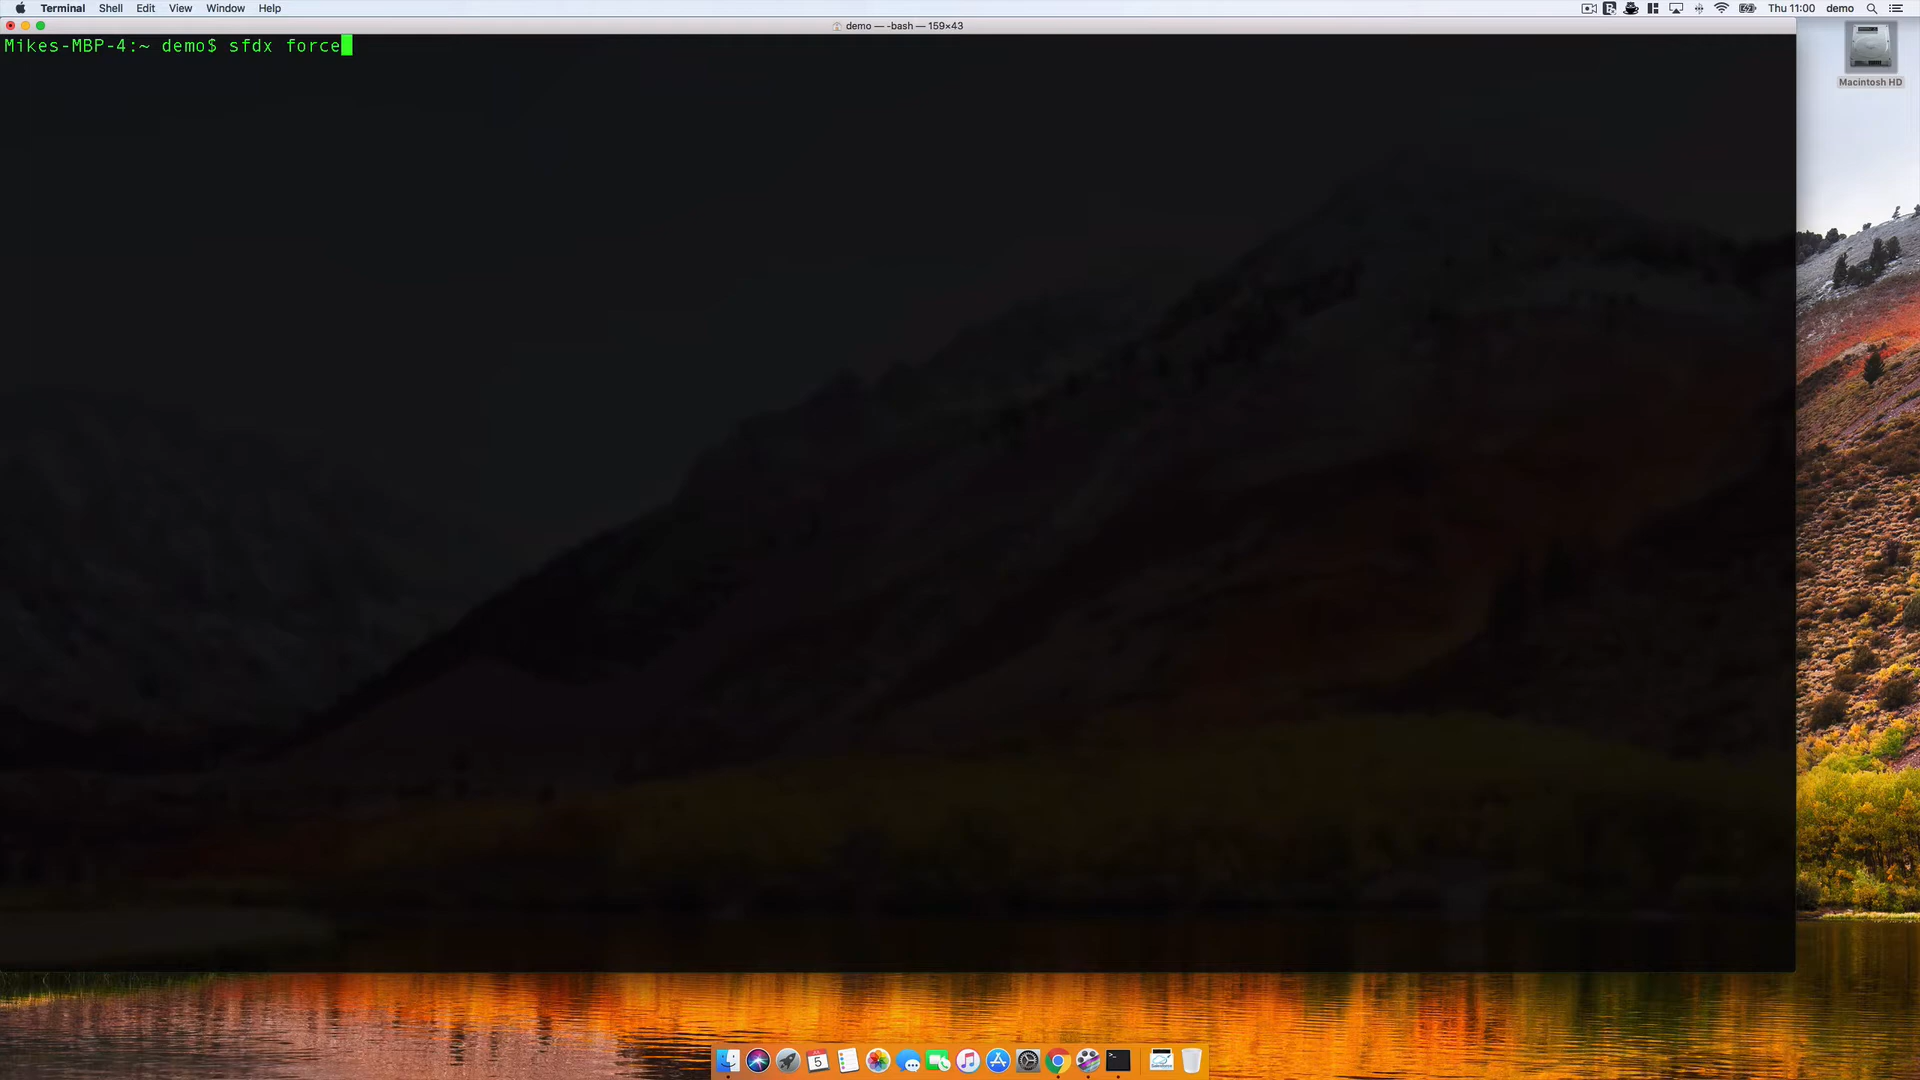 Terminal Shell Edit View Window Help
Thu 11:00 demo
demo — -bash — 159×43
Mikes-MBP-4:~ demo$ sfdx force
Macintosh HD
5